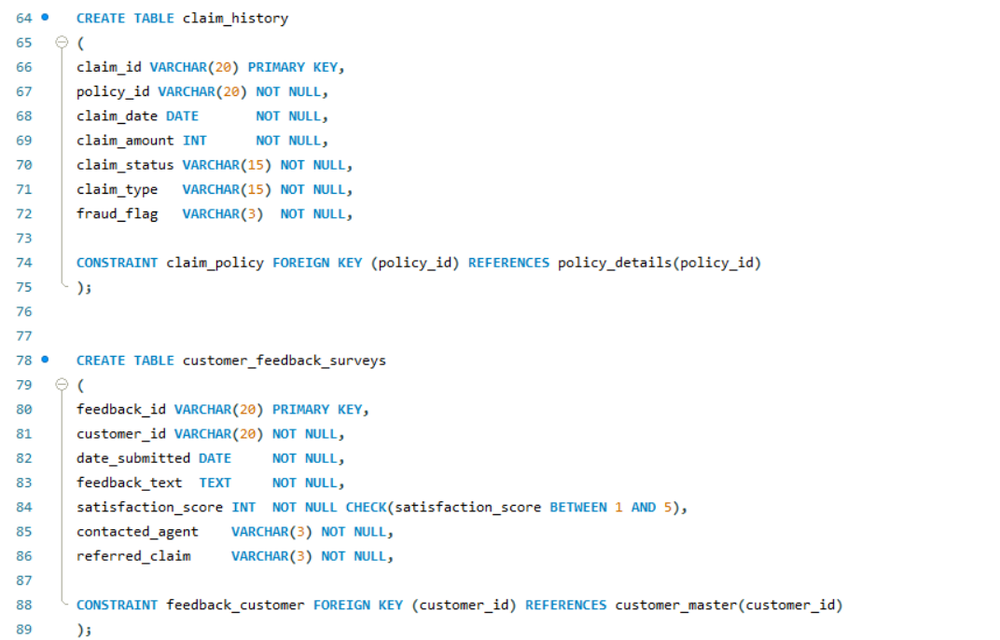 64 CREATE TABLE claim_history
65 (
66 claim_id VARCHAR(20) PRIMARY KEY,
67 policy_id VARCHAR(20) NOT NULL,
68 claim_date DATE       NOT NULL,
69 claim_amount INT      NOT NULL,
70 claim_status VARCHAR(15) NOT NULL,
71 claim_type   VARCHAR(15) NOT NULL,
72 fraud_flag   VARCHAR(3)  NOT NULL,
73
74 CONSTRAINT claim_policy FOREIGN KEY (policy_id) REFERENCES policy_details(policy_id)
75 );
76
77
78 CREATE TABLE customer_feedback_surveys
79 (
80 feedback_id VARCHAR(20) PRIMARY KEY,
81 customer_id VARCHAR(20) NOT NULL,
82 date_submitted DATE     NOT NULL,
83 feedback_text  TEXT     NOT NULL,
84 satisfaction_score INT  NOT NULL CHECK(satisfaction_score BETWEEN 1 AND 5),
85 contacted_agent    VARCHAR(3) NOT NULL,
86 referred_claim     VARCHAR(3) NOT NULL,
87
88 CONSTRAINT feedback_customer FOREIGN KEY (customer_id) REFERENCES customer_master(customer_id)
89 );